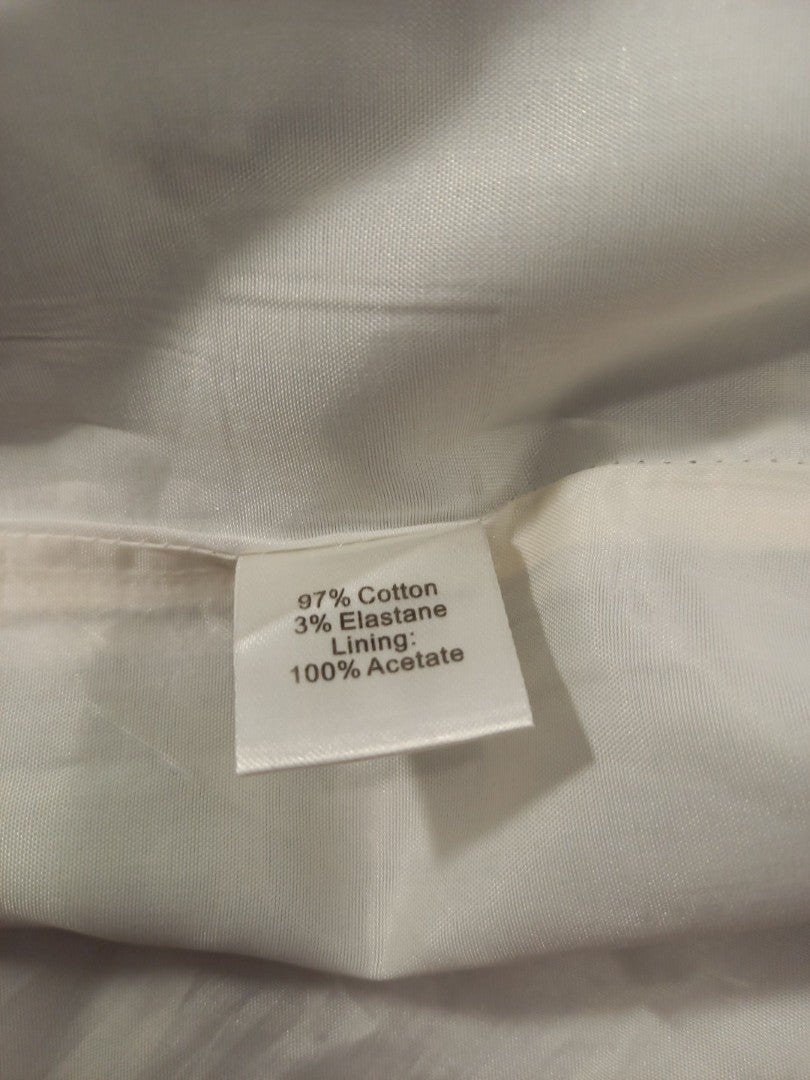 97% Cotton
3% Elastane
Lining:
100% Acetate